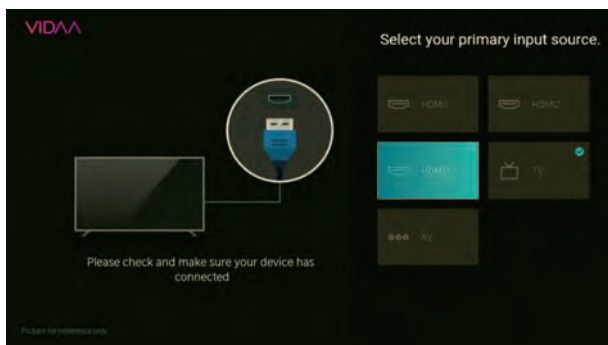 VIDAA
Select your primary input source.
HDMI1
HDMI2
HDMI3
TV
AV
Please check and make sure your device has
connected
Picture for reference only